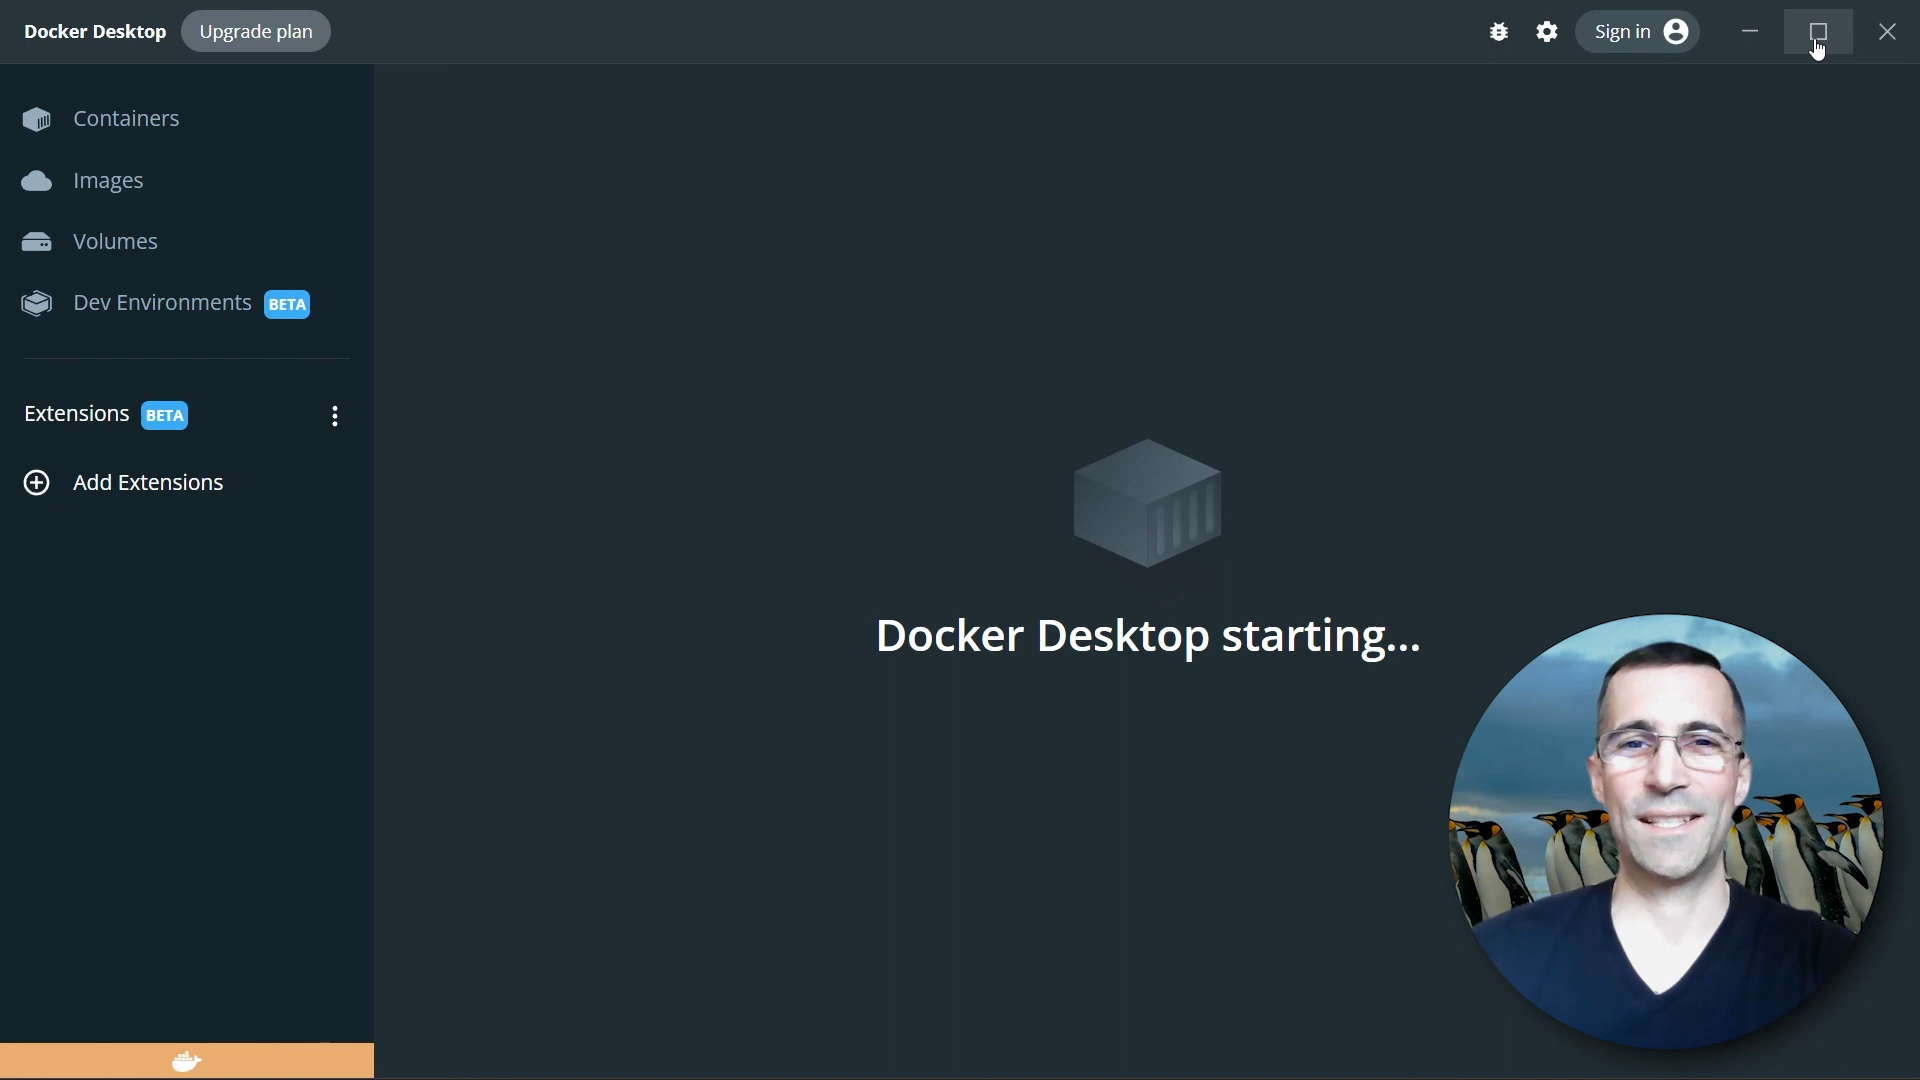 Docker Desktop
Upgrade plan
Sign in
Containers
Images
Volumes
Dev Environments BETA
Extensions BETA
Add Extensions
Docker Desktop starting...